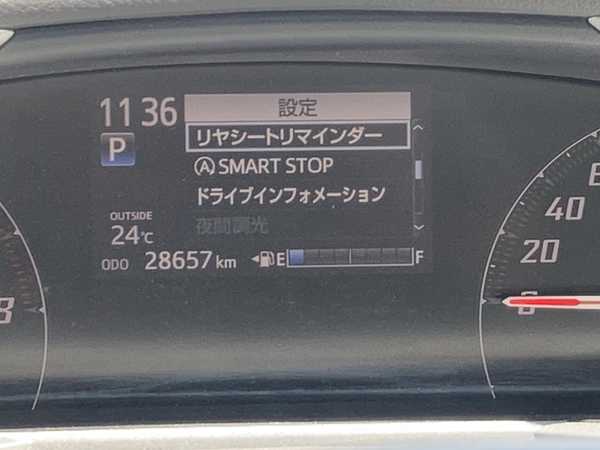 11 36
設定
リヤシートリマインダー
P
Ⓐ SMART STOP
ドライブインフォメーション
夜間調光
OUTSIDE
24℃
ODO 28657 km
E F
8
0
20
40